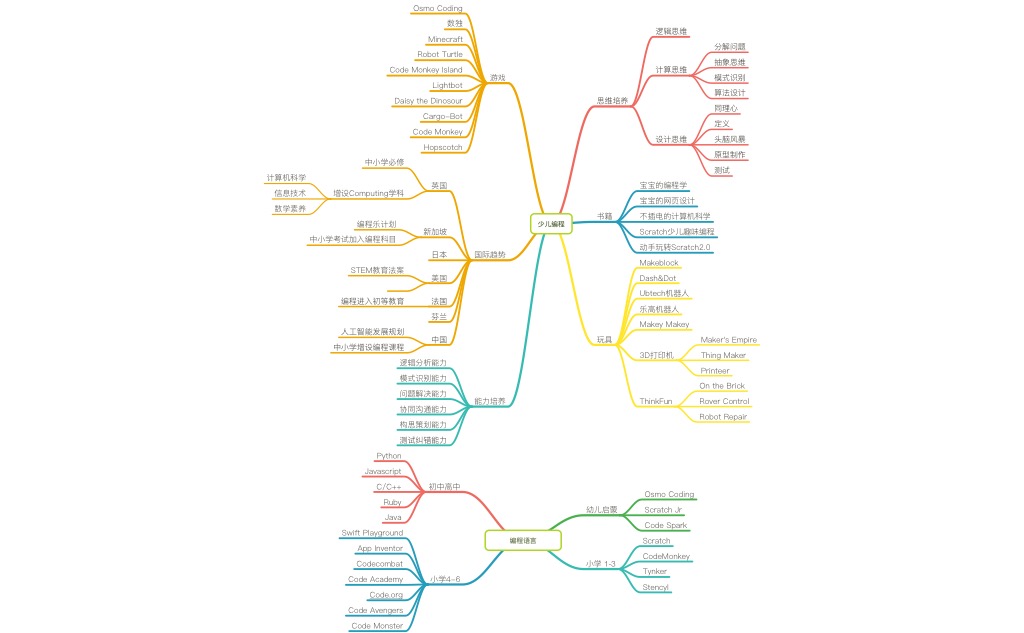 少儿编程
游戏
Osmo Coding
数独
Minecraft
Robot Turtle
Code Monkey Island
Lightbot
Daisy the Dinosour
Cargo-Bot
Code Monkey
Hopscotch
国际趋势
英国
中小学必修
增设Computing学科
计算机科学
信息技术
数学素养
新加坡
编程乐计划
中小学考试加入编程科目
日本
美国
STEM教育法案
法国
编程进入初等教育
芬兰
中国
人工智能发展规划
中小学增设编程课程
能力培养
逻辑分析能力
模式识别能力
问题解决能力
协同沟通能力
构思策划能力
测试纠错能力
思维培养
逻辑思维
计算思维
分解问题
抽象思维
模式识别
算法设计
设计思维
同理心
定义
头脑风暴
原型制作
测试
书籍
宝宝的编程学
宝宝的网页设计
不插电的计算机科学
Scratch少儿趣味编程
动手玩转Scratch2.0
玩具
Makeblock
Dash&Dot
Ubtech机器人
乐高机器人
Makey Makey
3D打印机
Maker's Empire
Thing Maker
Printeer
ThinkFun
On the Brick
Rover Control
Robot Repair
编程语言
初中高中
Python
Javascript
C/C++
Ruby
Java
小学4-6
Swift Playground
App Inventor
Codecombat
Code Academy
Code.org
Code Avengers
Code Monster
幼儿启蒙
Osmo Coding
Scratch Jr
Code Spark
小学 1-3
Scratch
CodeMonkey
Tynker
Stencyl